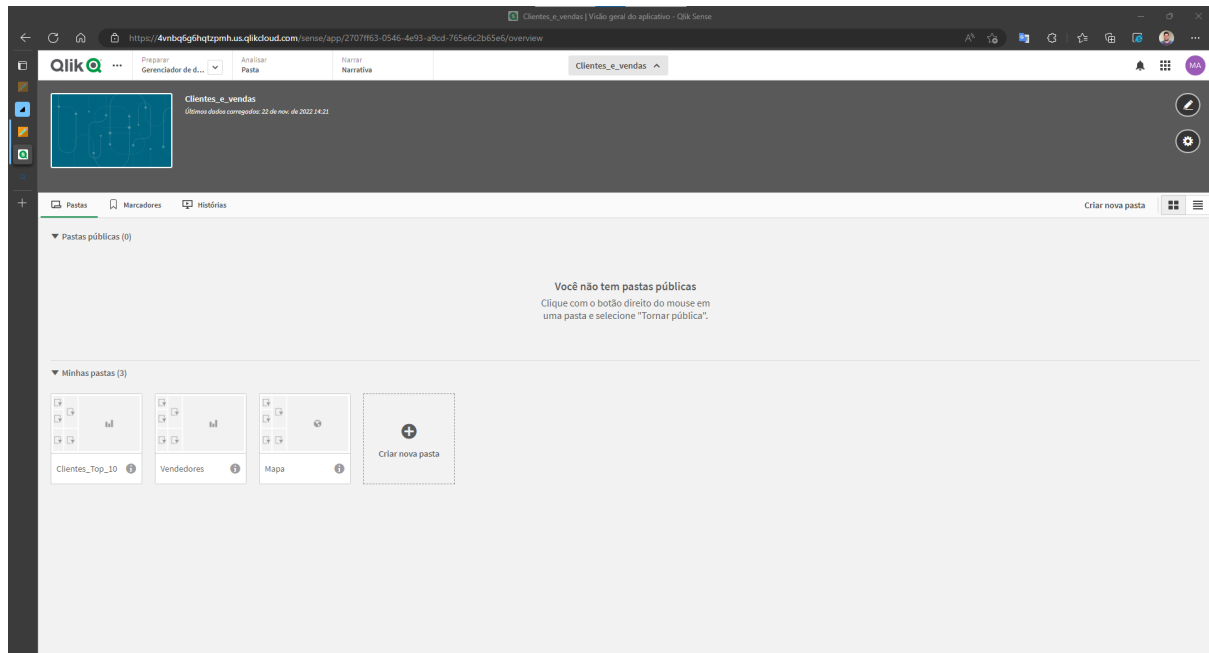 Clientes_e_vendas | Visão geral do aplicativo - Qlik Sense
https://4vnbq6g6hqtzpmh.us.qlikcloud.com/sense/app/2707ff63-0546-4e93-a9cd-765e6c2b65e6/overview
Qlik
Preparar
Gerenciador de d...
Analisar
Pasta
Narrar
Narrativa
Clientes_e_vendas
MA
Clientes_e_vendas
Últimos dados carregados: 22 de nov. de 2022 14:21
Pastas
Marcadores
Histórias
Criar nova pasta
Pastas públicas (0)
Você não tem pastas públicas
Clique com o botão direito do mouse em
uma pasta e selecione "Tornar pública".
Minhas pastas (3)
Clientes_Top_10
Vendedores
Mapa
Criar nova pasta